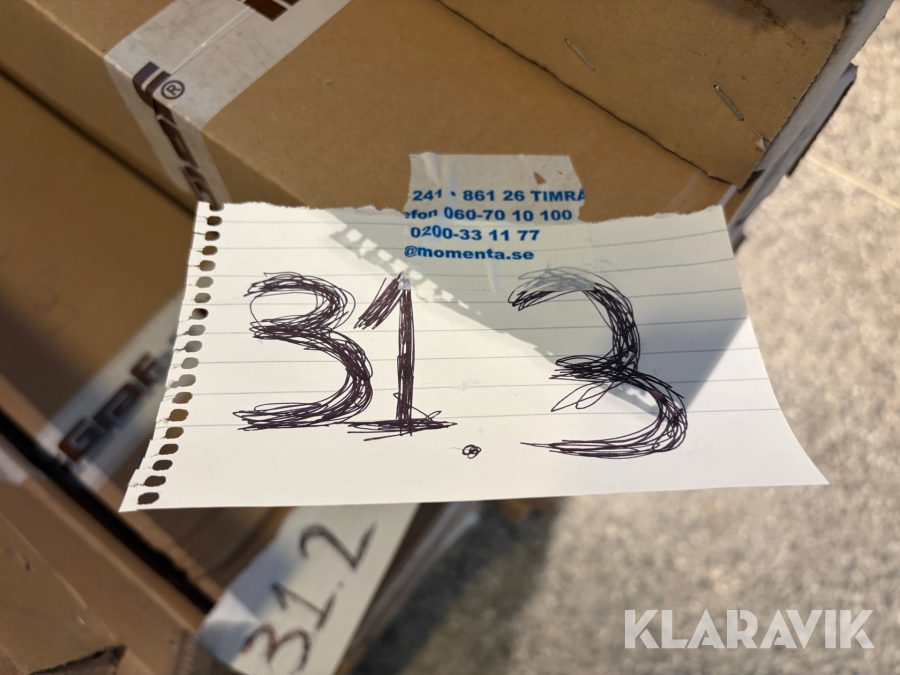 ®
241 • 861 26 TIMRÅ
efon 060-70 10 100
0200-33 11 77
@momenta.se
31.3
Graf
31.2
KLARAVIK